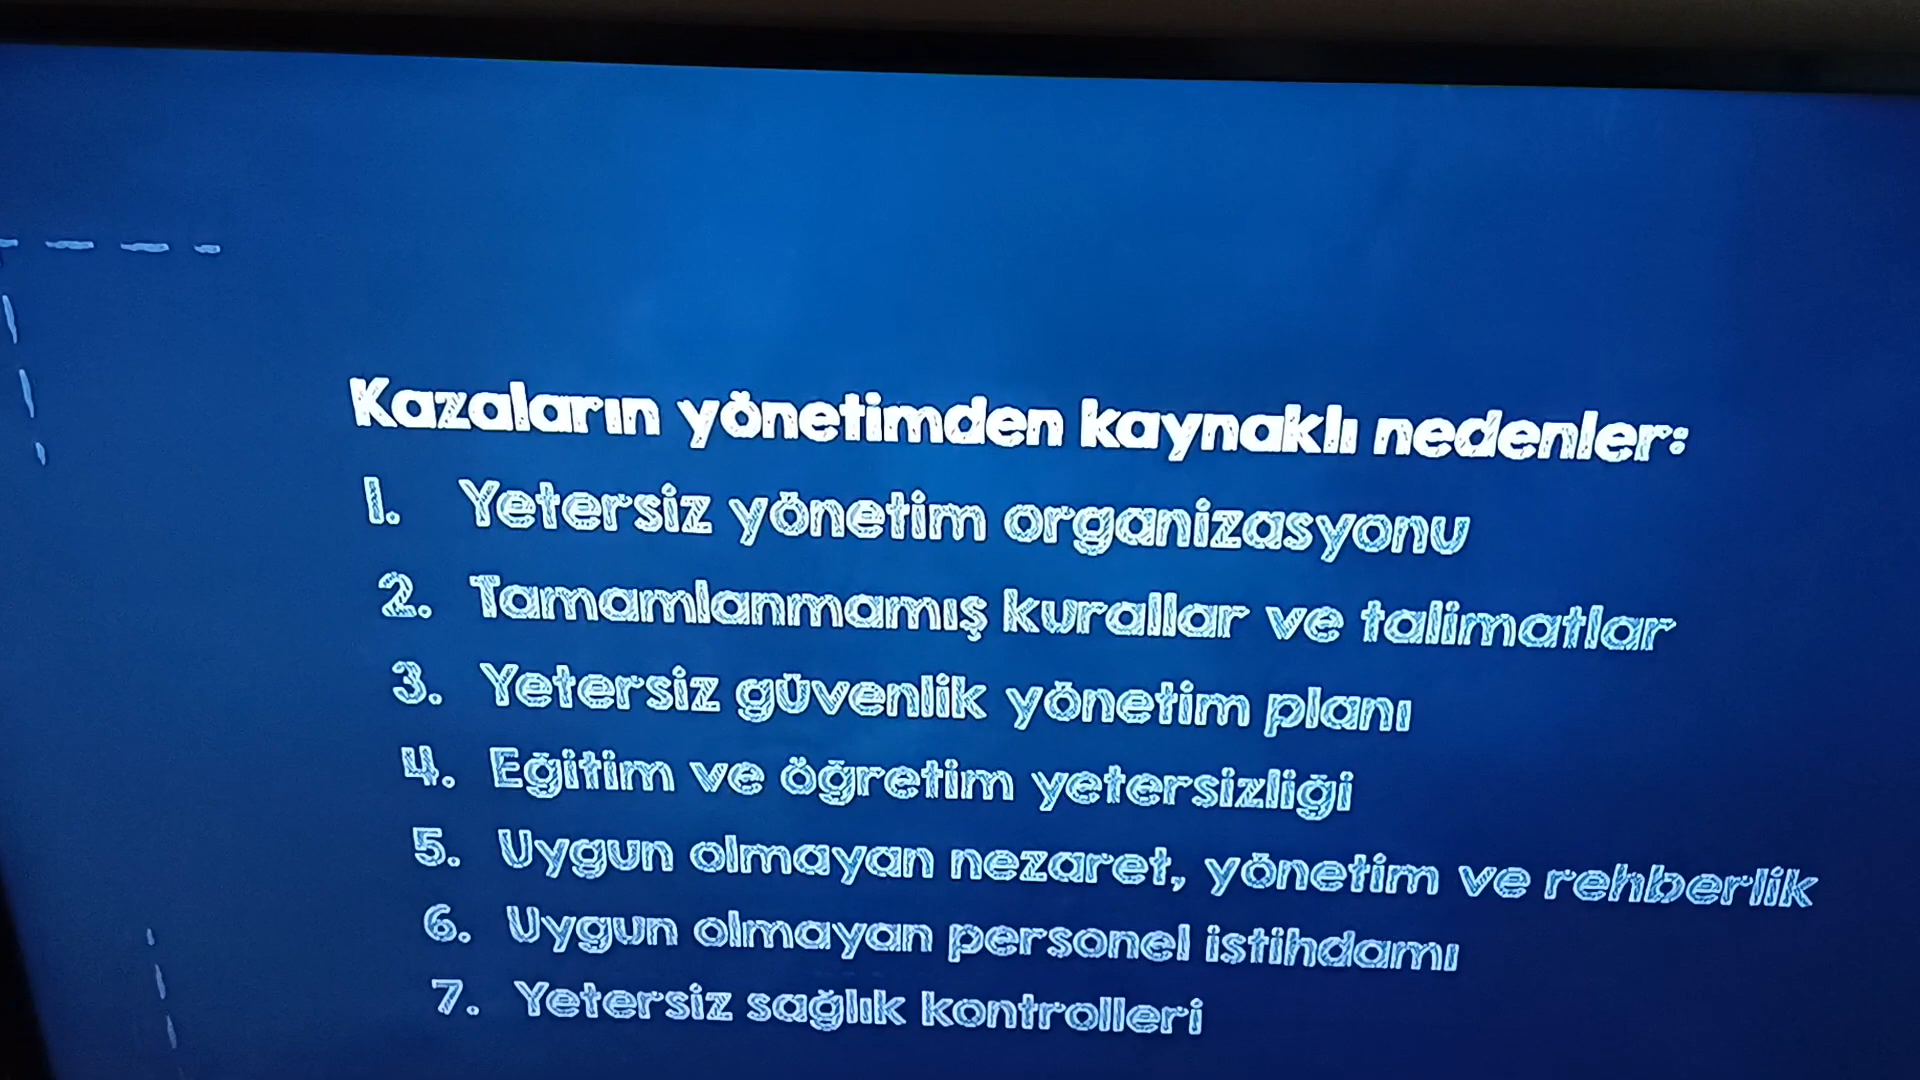 Kazaların yönetimden kaynaklı nedenler:
1. Yetersiz yönetim organizasyonu
2. Tamamlanmamış kurallar ve talimatlar
3. Yetersiz güvenlik yönetim planı
4. Eğitim ve öğretim yetersizliği
5. Uygun olmayan nezaret, yönetim ve rehberlik
6. Uygun olmayan personel istihdamı
7. Yetersiz sağlık kontrolleri